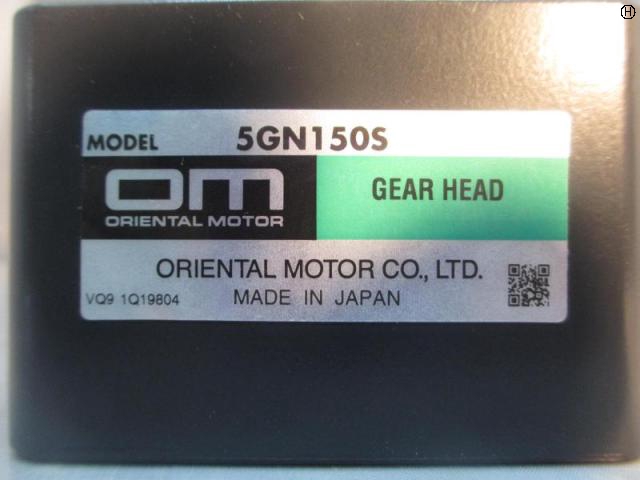 MODEL 5GN150S
OM
ORIENTAL MOTOR
GEAR HEAD
ORIENTAL MOTOR CO., LTD.
VQ9 1Q19804 MADE IN JAPAN
H